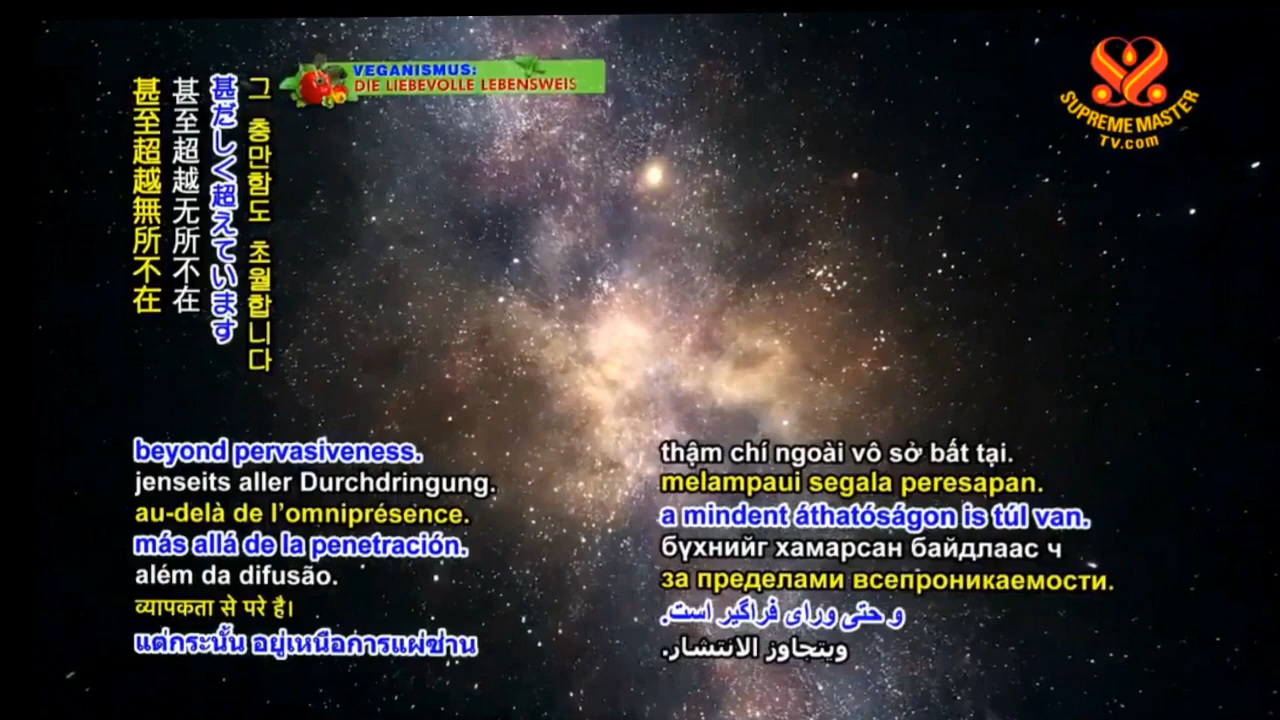 VEGANISMUS:
DIE LIEBEVOLLE LEBENSWEIS
SUPREME MASTER
TV.com
그 충만함도 초월합니다
甚だしく超えています
甚至超越无所不在
甚至超越無所不在
beyond pervasiveness.
jenseits aller Durchdringung.
au-delà de l’omniprésence.
más allá de la penetración.
além da difusão.
व्यापकता से परे है।
แต่กระนั้น อยู่เหนือการแผ่ซ่าน
thậm chí ngoài vô sở bất tại.
melampaui segala peresapan.
a mindent áthatóságon is túl van.
бүхнийг хамарсан байдлаас ч
за пределами всепроникаемости.
و حتی ورای فراگیر است.
ويتجاوز الانتشار.